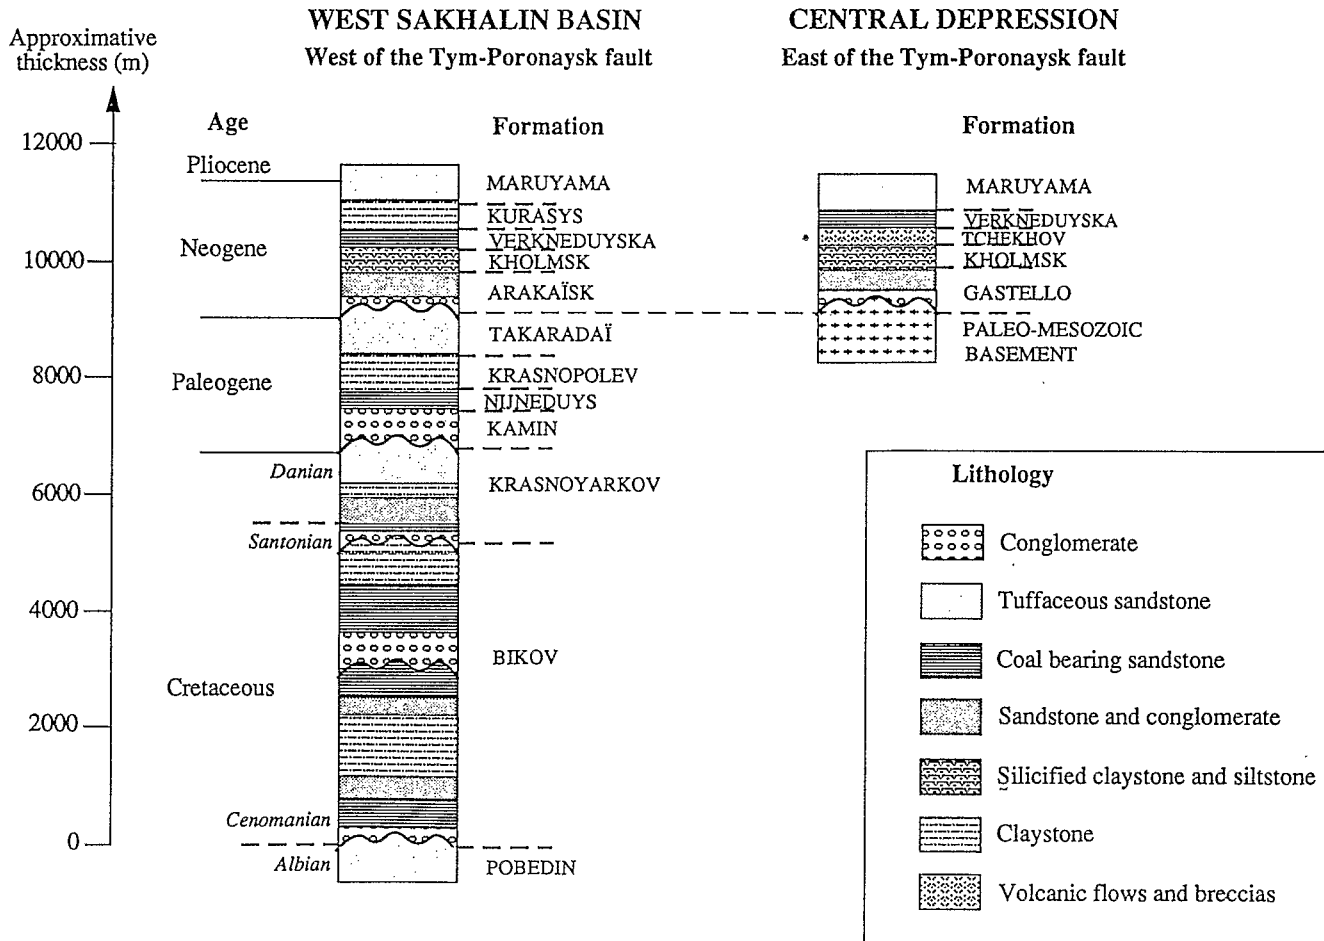 WEST SAKHALIN BASIN
West of the Tym-Poronaysk fault
CENTRAL DEPRESSION
East of the Tym-Poronaysk fault
Approximative
thickness (m)
12000
10000
8000
6000
4000
2000
0
Age
Pliocene
Neogene
Paleogene
Danian
Santonian
Cretaceous
Cenomanian
Albian
Formation
MARUYAMA
KURASYS
VERKNEDUYSKA
KHOLMSK
ARAKAÏSK
TAKARADAÏ
KRASNOPOLEV
NIJNEDUYS
KAMIN
KRASNOYARKOV
BIKOV
POBEDIN
Formation
MARUYAMA
VERKNEDUYSKA
TCHEKHOV
KHOLMSK
GASTELLO
PALEO-MESOZOIC
BASEMENT
Lithology
Conglomerate
Tuffaceous sandstone
Coal bearing sandstone
Sandstone and conglomerate
Silicified claystone and siltstone
Claystone
Volcanic flows and breccias